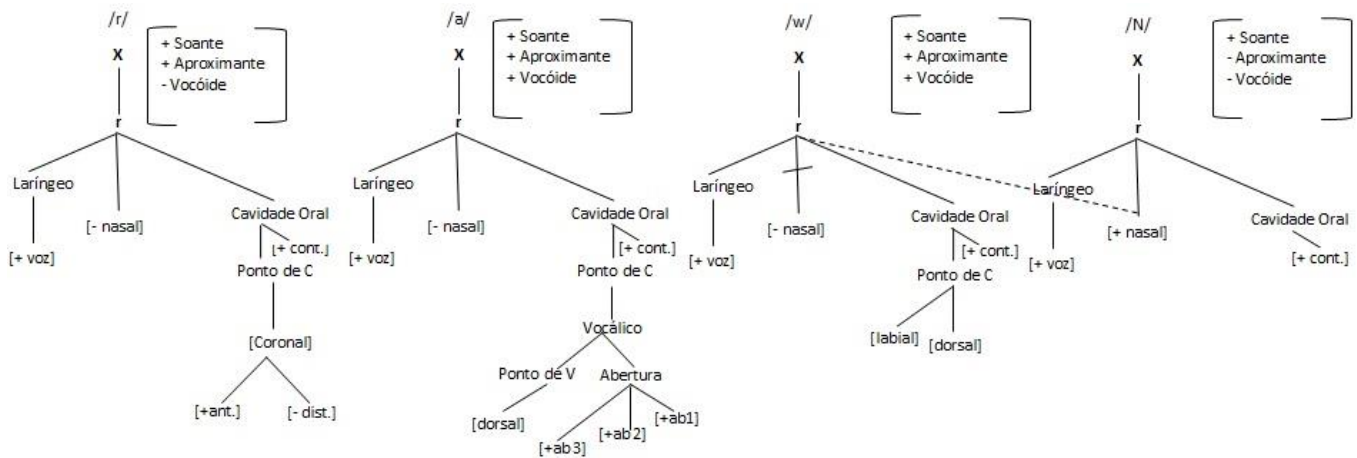 /r/
X
+ Soante
+ Aproximante
- Vocóide
r
Laríngeo
[- nasal]
Cavidade Oral
[+ voz]
[+ cont.]
Ponto de C
[Coronal]
[+ant.]
[- dist.]
/a/
X
+ Soante
+ Aproximante
+ Vocóide
r
Laríngeo
[- nasal]
Cavidade Oral
[+ voz]
[+ cont.]
Ponto de C
Vocálico
Ponto de V
Abertura
[dorsal]
[+ab3]
[+ab2]
[+ab1]
/w/
X
+ Soante
+ Aproximante
+ Vocóide
r
Laríngeo
[- nasal]
Cavidade Oral
[+ voz]
[+ cont.]
Ponto de C
[labial]
[dorsal]
/N/
X
+ Soante
- Aproximante
- Vocóide
r
Laríngeo
[+ nasal]
Cavidade Oral
[+ voz]
[+ cont.]